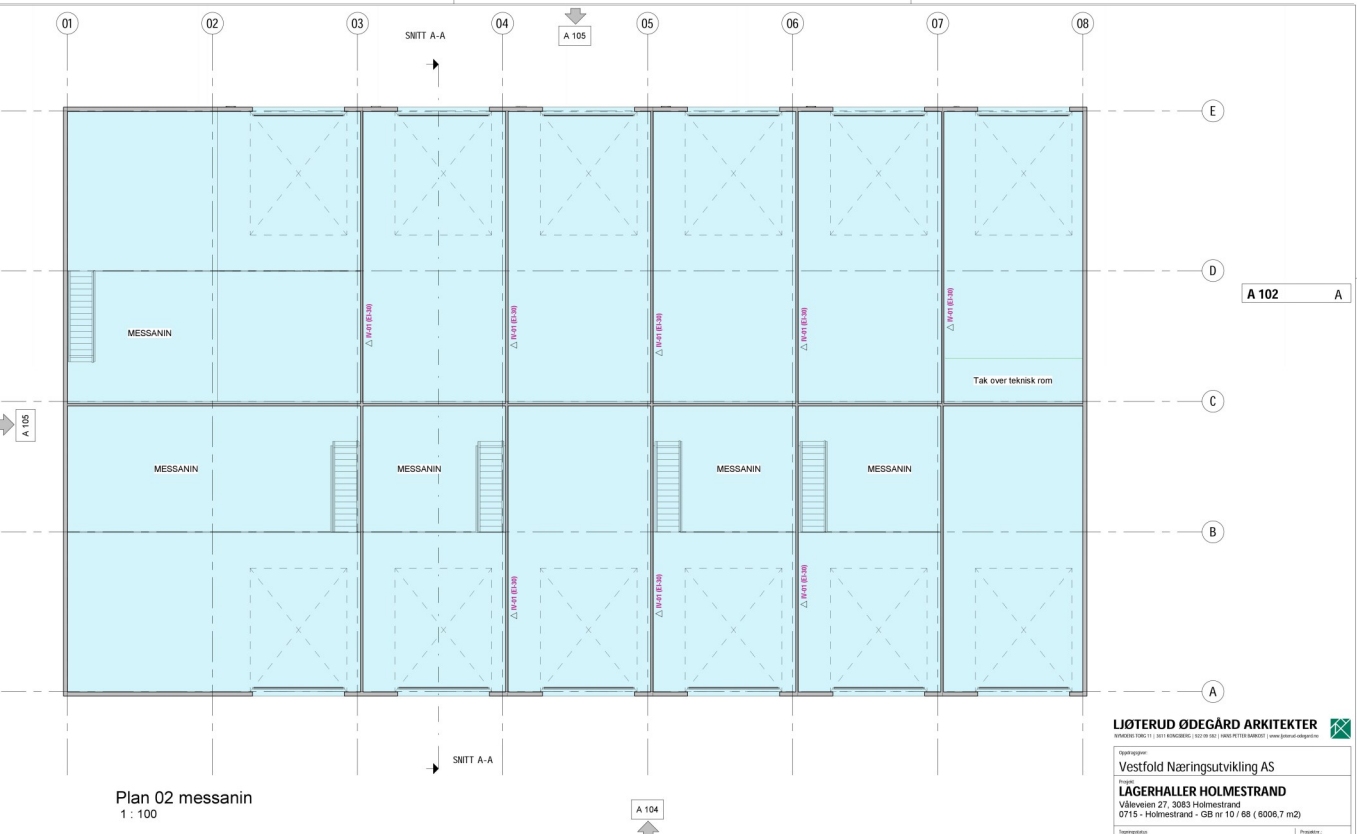 01
02
03
04
05
06
07
08
SNITT A-A
A 105
E
D
A 102 A
IV-01 (EI-30)
IV-01 (EI-30)
IV-01 (EI-30)
IV-01 (EI-30)
IV-01 (EI-30)
MESSANIN
Tak over teknisk rom
C
A 105
MESSANIN
MESSANIN
MESSANIN
MESSANIN
B
IV-01 (EI-30)
IV-01 (EI-30)
IV-01 (EI-30)
A
SNITT A-A
Plan 02 messanin
1 : 100
A 104
LJØTERUD ØDEGÅRD ARKITEKTER
Oppdragsgiver:
Vestfold Næringsutvikling AS
Prosjekt:
LAGERHALLER HOLMESTRAND
Våleveien 27, 3083 Holmestrand
0715 - Holmestrand - GB nr 10 / 68 ( 6006,7 m2)